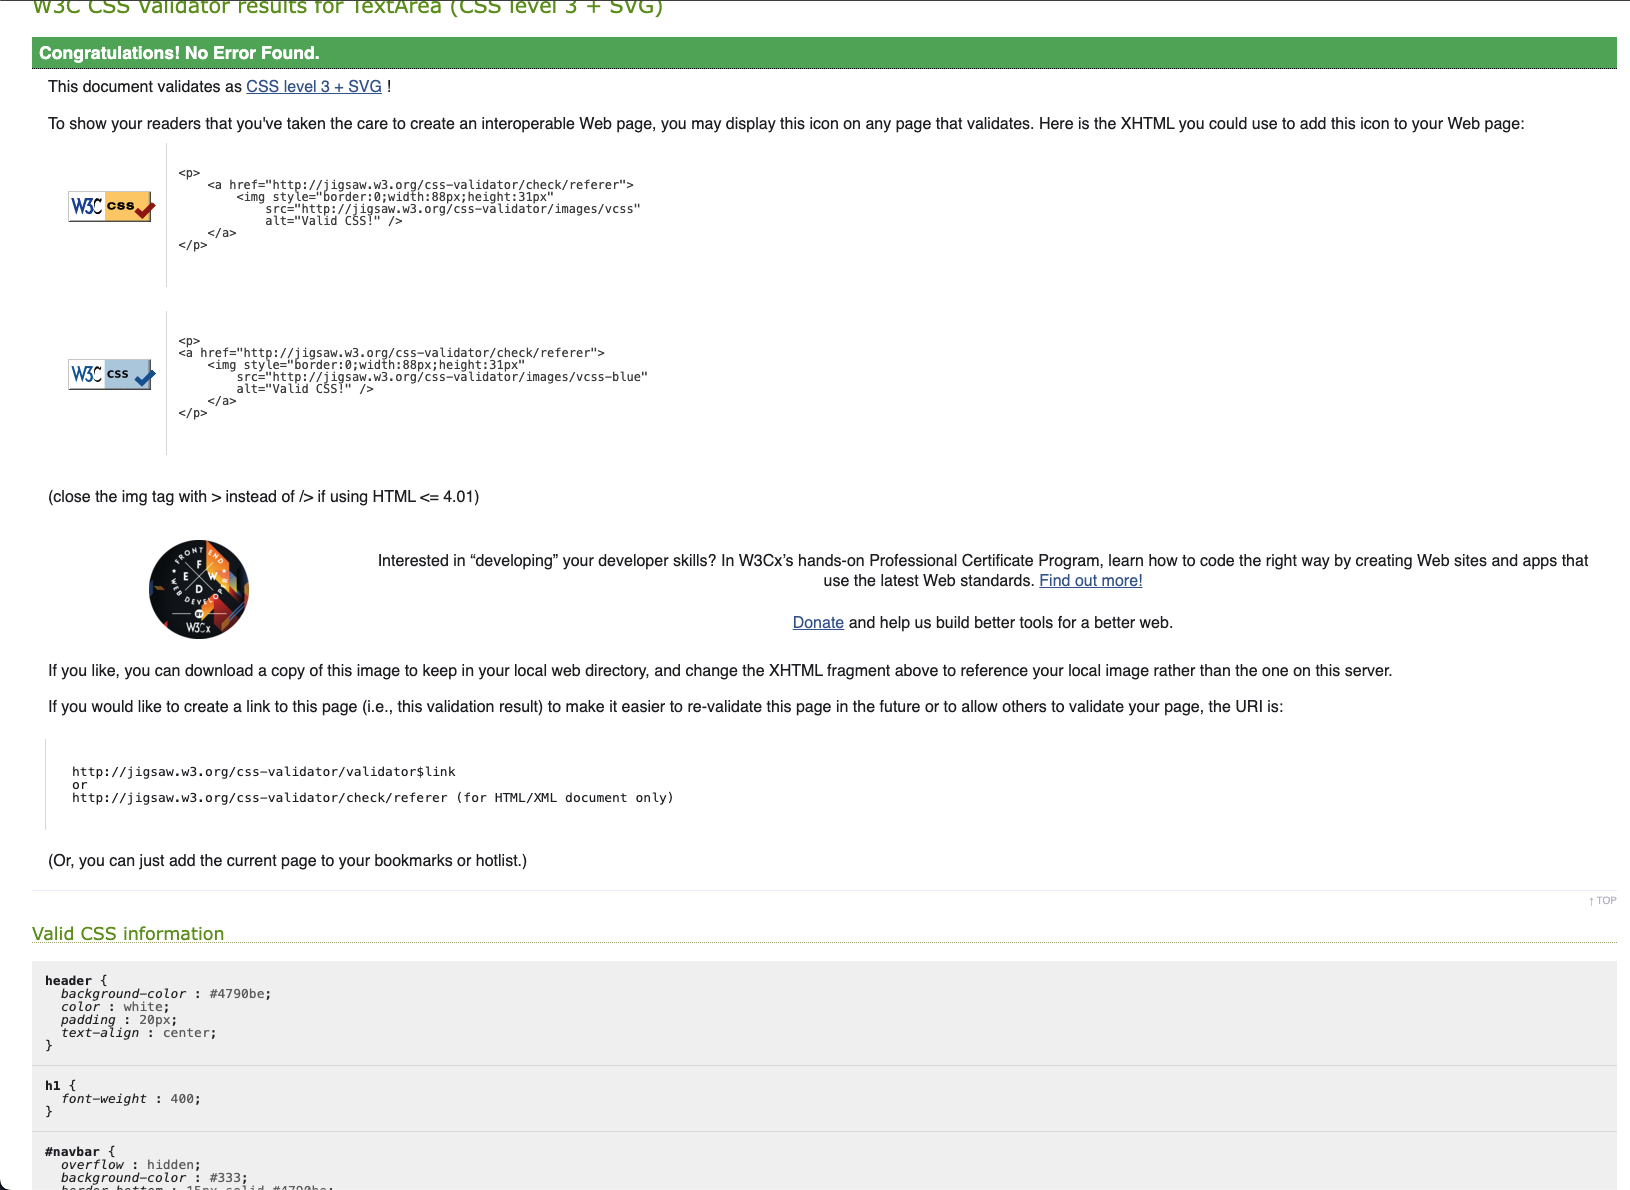 W3C CSS Validator results for TextArea (CSS level 3 + SVG)
Congratulations! No Error Found.
This document validates as CSS level 3 + SVG !
To show your readers that you've taken the care to create an interoperable Web page, you may display this icon on any page that validates. Here is the XHTML you could use to add this icon to your Web page:
W3C css
<p>
    <a href="http://jigsaw.w3.org/css-validator/check/referer">
        <img style="border:0;width:88px;height:31px"
            src="http://jigsaw.w3.org/css-validator/images/vcss"
            alt="Valid CSS!" />
    </a>
</p>
W3C css
<p>
<a href="http://jigsaw.w3.org/css-validator/check/referer">
    <img style="border:0;width:88px;height:31px"
        src="http://jigsaw.w3.org/css-validator/images/vcss-blue"
        alt="Valid CSS!" />
    </a>
</p>
(close the img tag with > instead of /> if using HTML <= 4.01)
FRONT END
WEB DEVELOP
F
E W
D
BY
W3Cx
Interested in “developing” your developer skills? In W3Cx’s hands-on Professional Certificate Program, learn how to code the right way by creating Web sites and apps that
use the latest Web standards. Find out more!
Donate and help us build better tools for a better web.
If you like, you can download a copy of this image to keep in your local web directory, and change the XHTML fragment above to reference your local image rather than the one on this server.
If you would like to create a link to this page (i.e., this validation result) to make it easier to re-validate this page in the future or to allow others to validate your page, the URI is:
http://jigsaw.w3.org/css-validator/validator$link
or
http://jigsaw.w3.org/css-validator/check/referer (for HTML/XML document only)
(Or, you can just add the current page to your bookmarks or hotlist.)
↑ TOP
Valid CSS information
header {
  background-color : #4790be;
  color : white;
  padding : 20px;
  text-align : center;
}
h1 {
  font-weight : 400;
}
#navbar {
  overflow : hidden;
  background-color : #333;
  border-bottom : 15px solid #4790be;